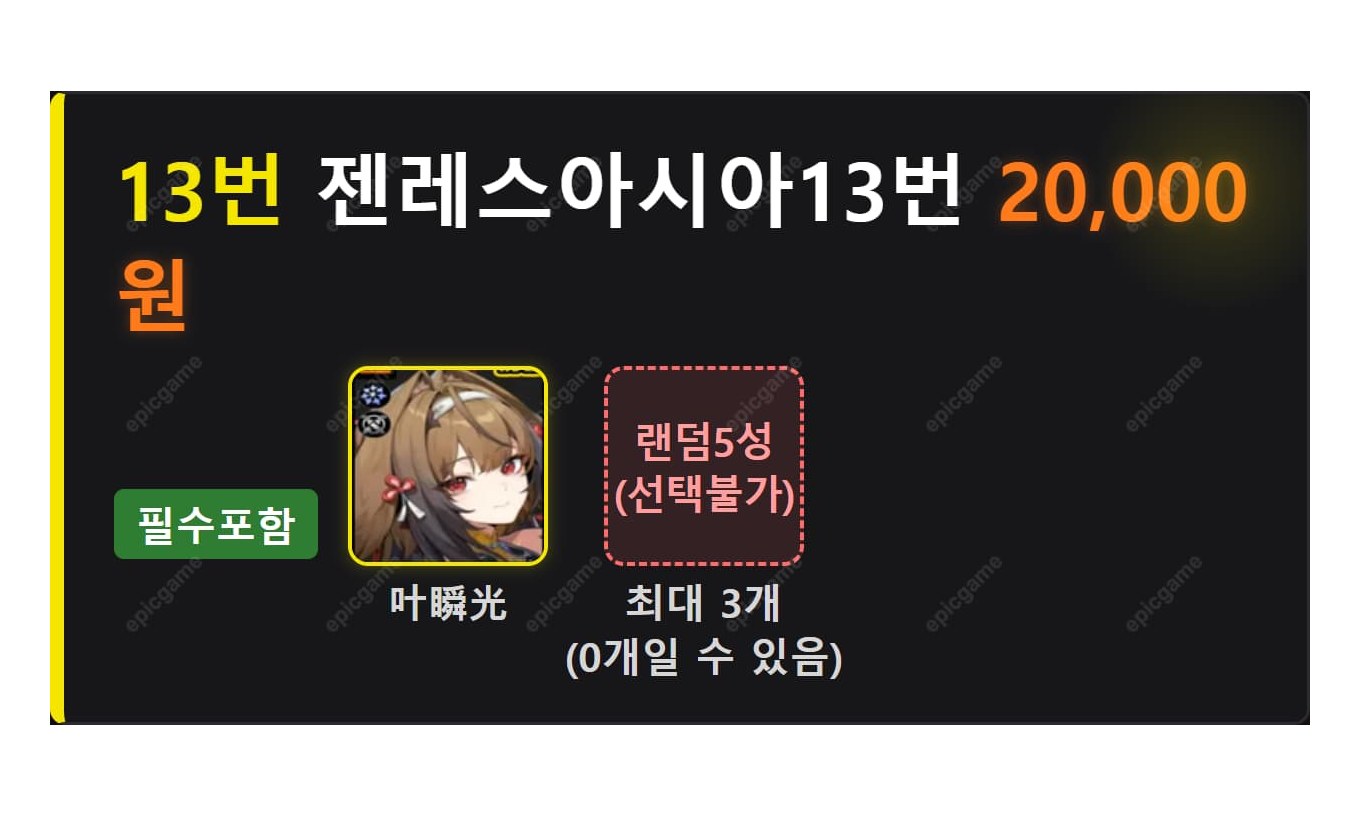 13번 젠레스아시아13번 20,000
원
필수포함
叶瞬光
랜덤5성
(선택불가)
최대 3개
(0개일 수 있음)
epicgame